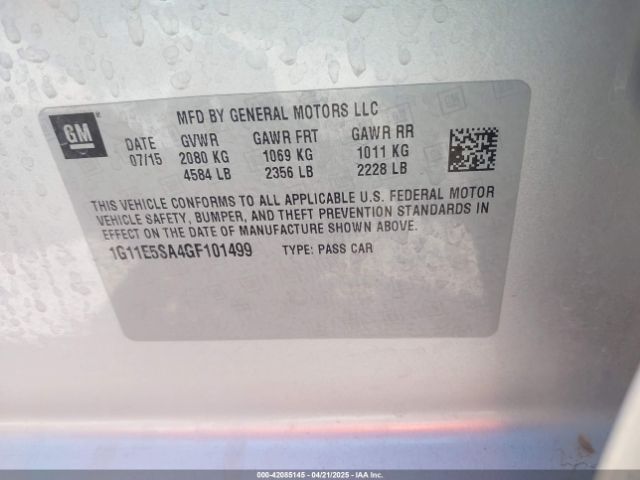 GM
MFD BY GENERAL MOTORS LLC
DATE GVWR GAWR FRT GAWR RR
07/15 2080 KG 1069 KG 1011 KG
4584 LB 2356 LB 2228 LB
THIS VEHICLE CONFORMS TO ALL APPLICABLE U.S. FEDERAL MOTOR
VEHICLE SAFETY, BUMPER, AND THEFT PREVENTION STANDARDS IN
EFFECT ON THE DATE OF MANUFACTURE SHOWN ABOVE.
1G11E5SA4GF101499 TYPE: PASS CAR
000-42085145 - 04/21/2025 - IAA Inc.